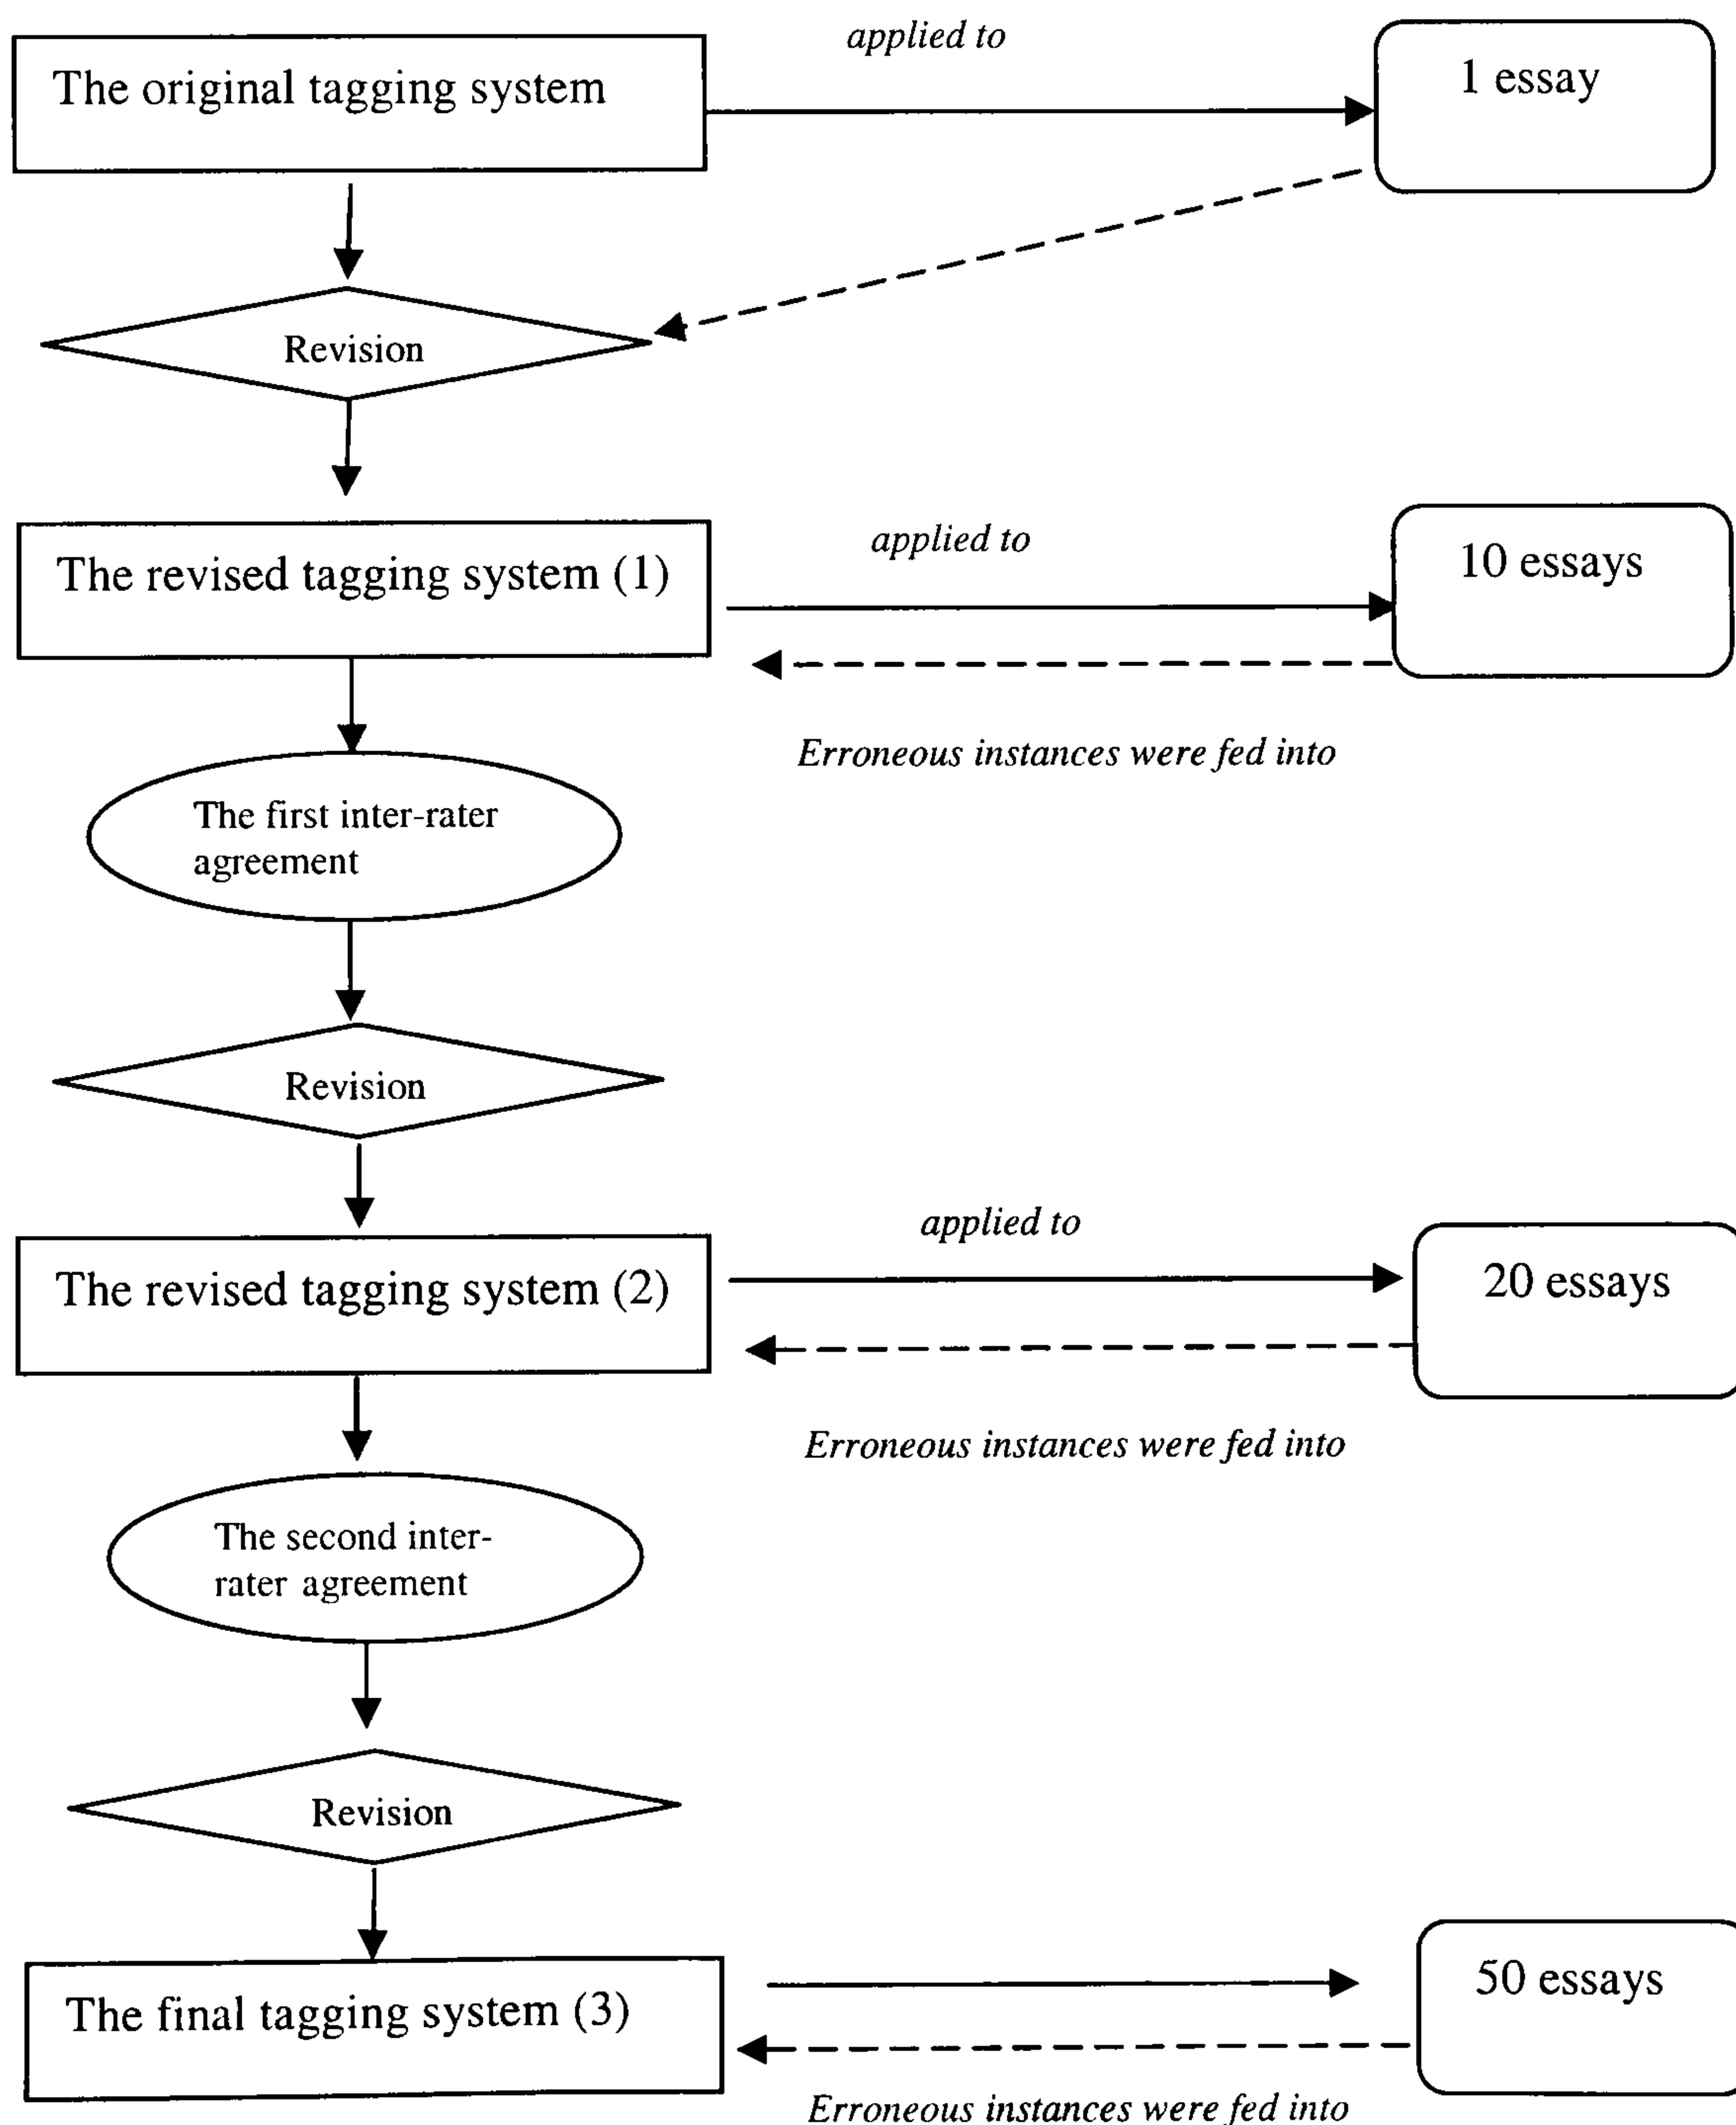 applied to
The original tagging system
1 essay
Revision
applied to
The revised tagging system (1)
10 essays
Erroneous instances were fed into
The first inter-rater
agreement
Revision
applied to
The revised tagging system (2)
20 essays
Erroneous instances were fed into
The second inter-
rater agreement
Revision
The final tagging system (3)
50 essays
Erroneous instances were fed into